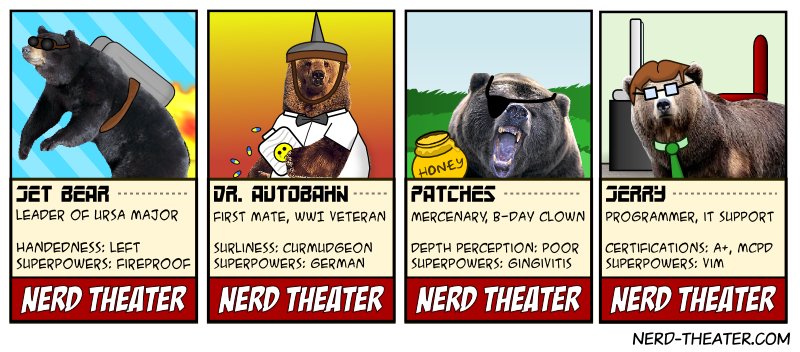 HONEY
JET BEAR
LEADER OF URSA MAJOR
HANDEDNESS: LEFT
SUPERPOWERS: FIREPROOF
NERD THEATER
DR. AUTOBAHN
FIRST MATE, WWI VETERAN
SURLINESS: CURMUDGEON
SUPERPOWERS: GERMAN
NERD THEATER
PATCHES
MERCENARY, B-DAY CLOWN
DEPTH PERCEPTION: POOR
SUPERPOWERS: GINGIVITIS
NERD THEATER
JERRY
PROGRAMMER, IT SUPPORT
CERTIFICATIONS: A+, MCPD
SUPERPOWERS: VIM
NERD THEATER
NERD-THEATER.COM